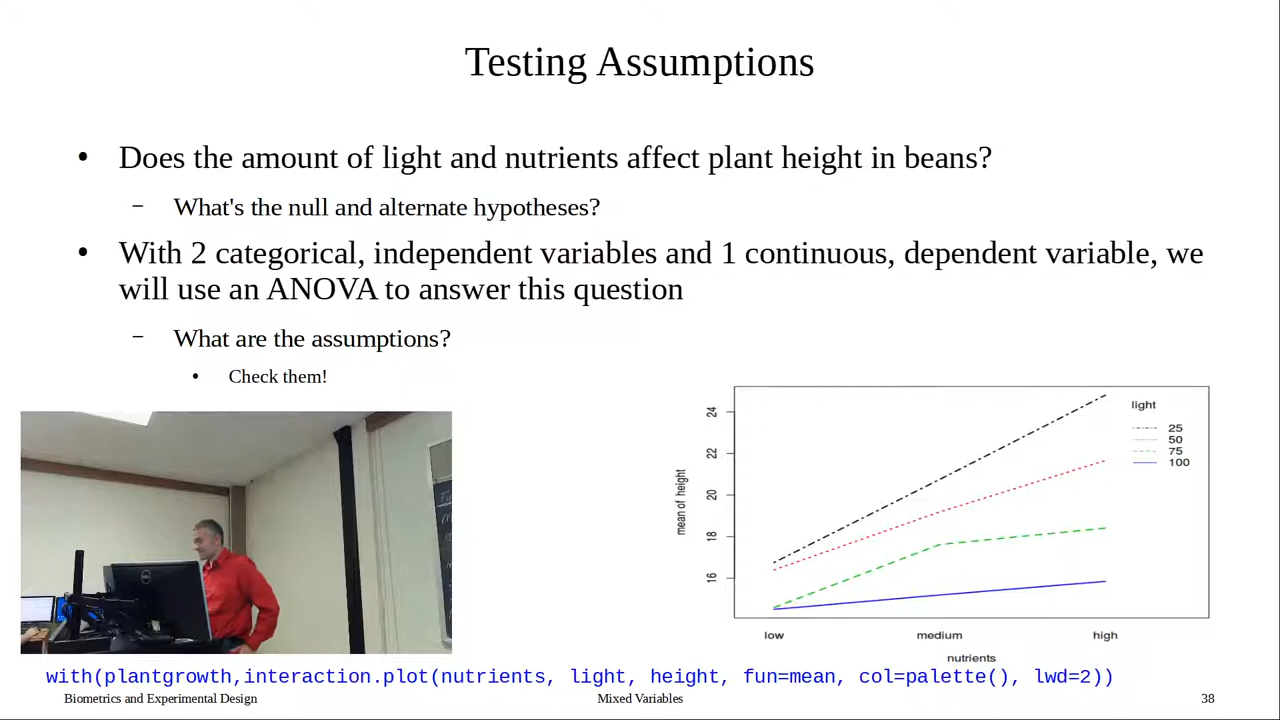 Testing Assumptions
• Does the amount of light and nutrients affect plant height in beans?
– What's the null and alternate hypotheses?
• With 2 categorical, independent variables and 1 continuous, dependent variable, we
will use an ANOVA to answer this question
– What are the assumptions?
• Check them!
mean of height
24
22
20
18
16
light
25
50
75
100
low medium high
nutrients
DELL
with(plantgrowth,interaction.plot(nutrients, light, height, fun=mean, col=palette(), lwd=2))
Biometrics and Experimental Design Mixed Variables 38